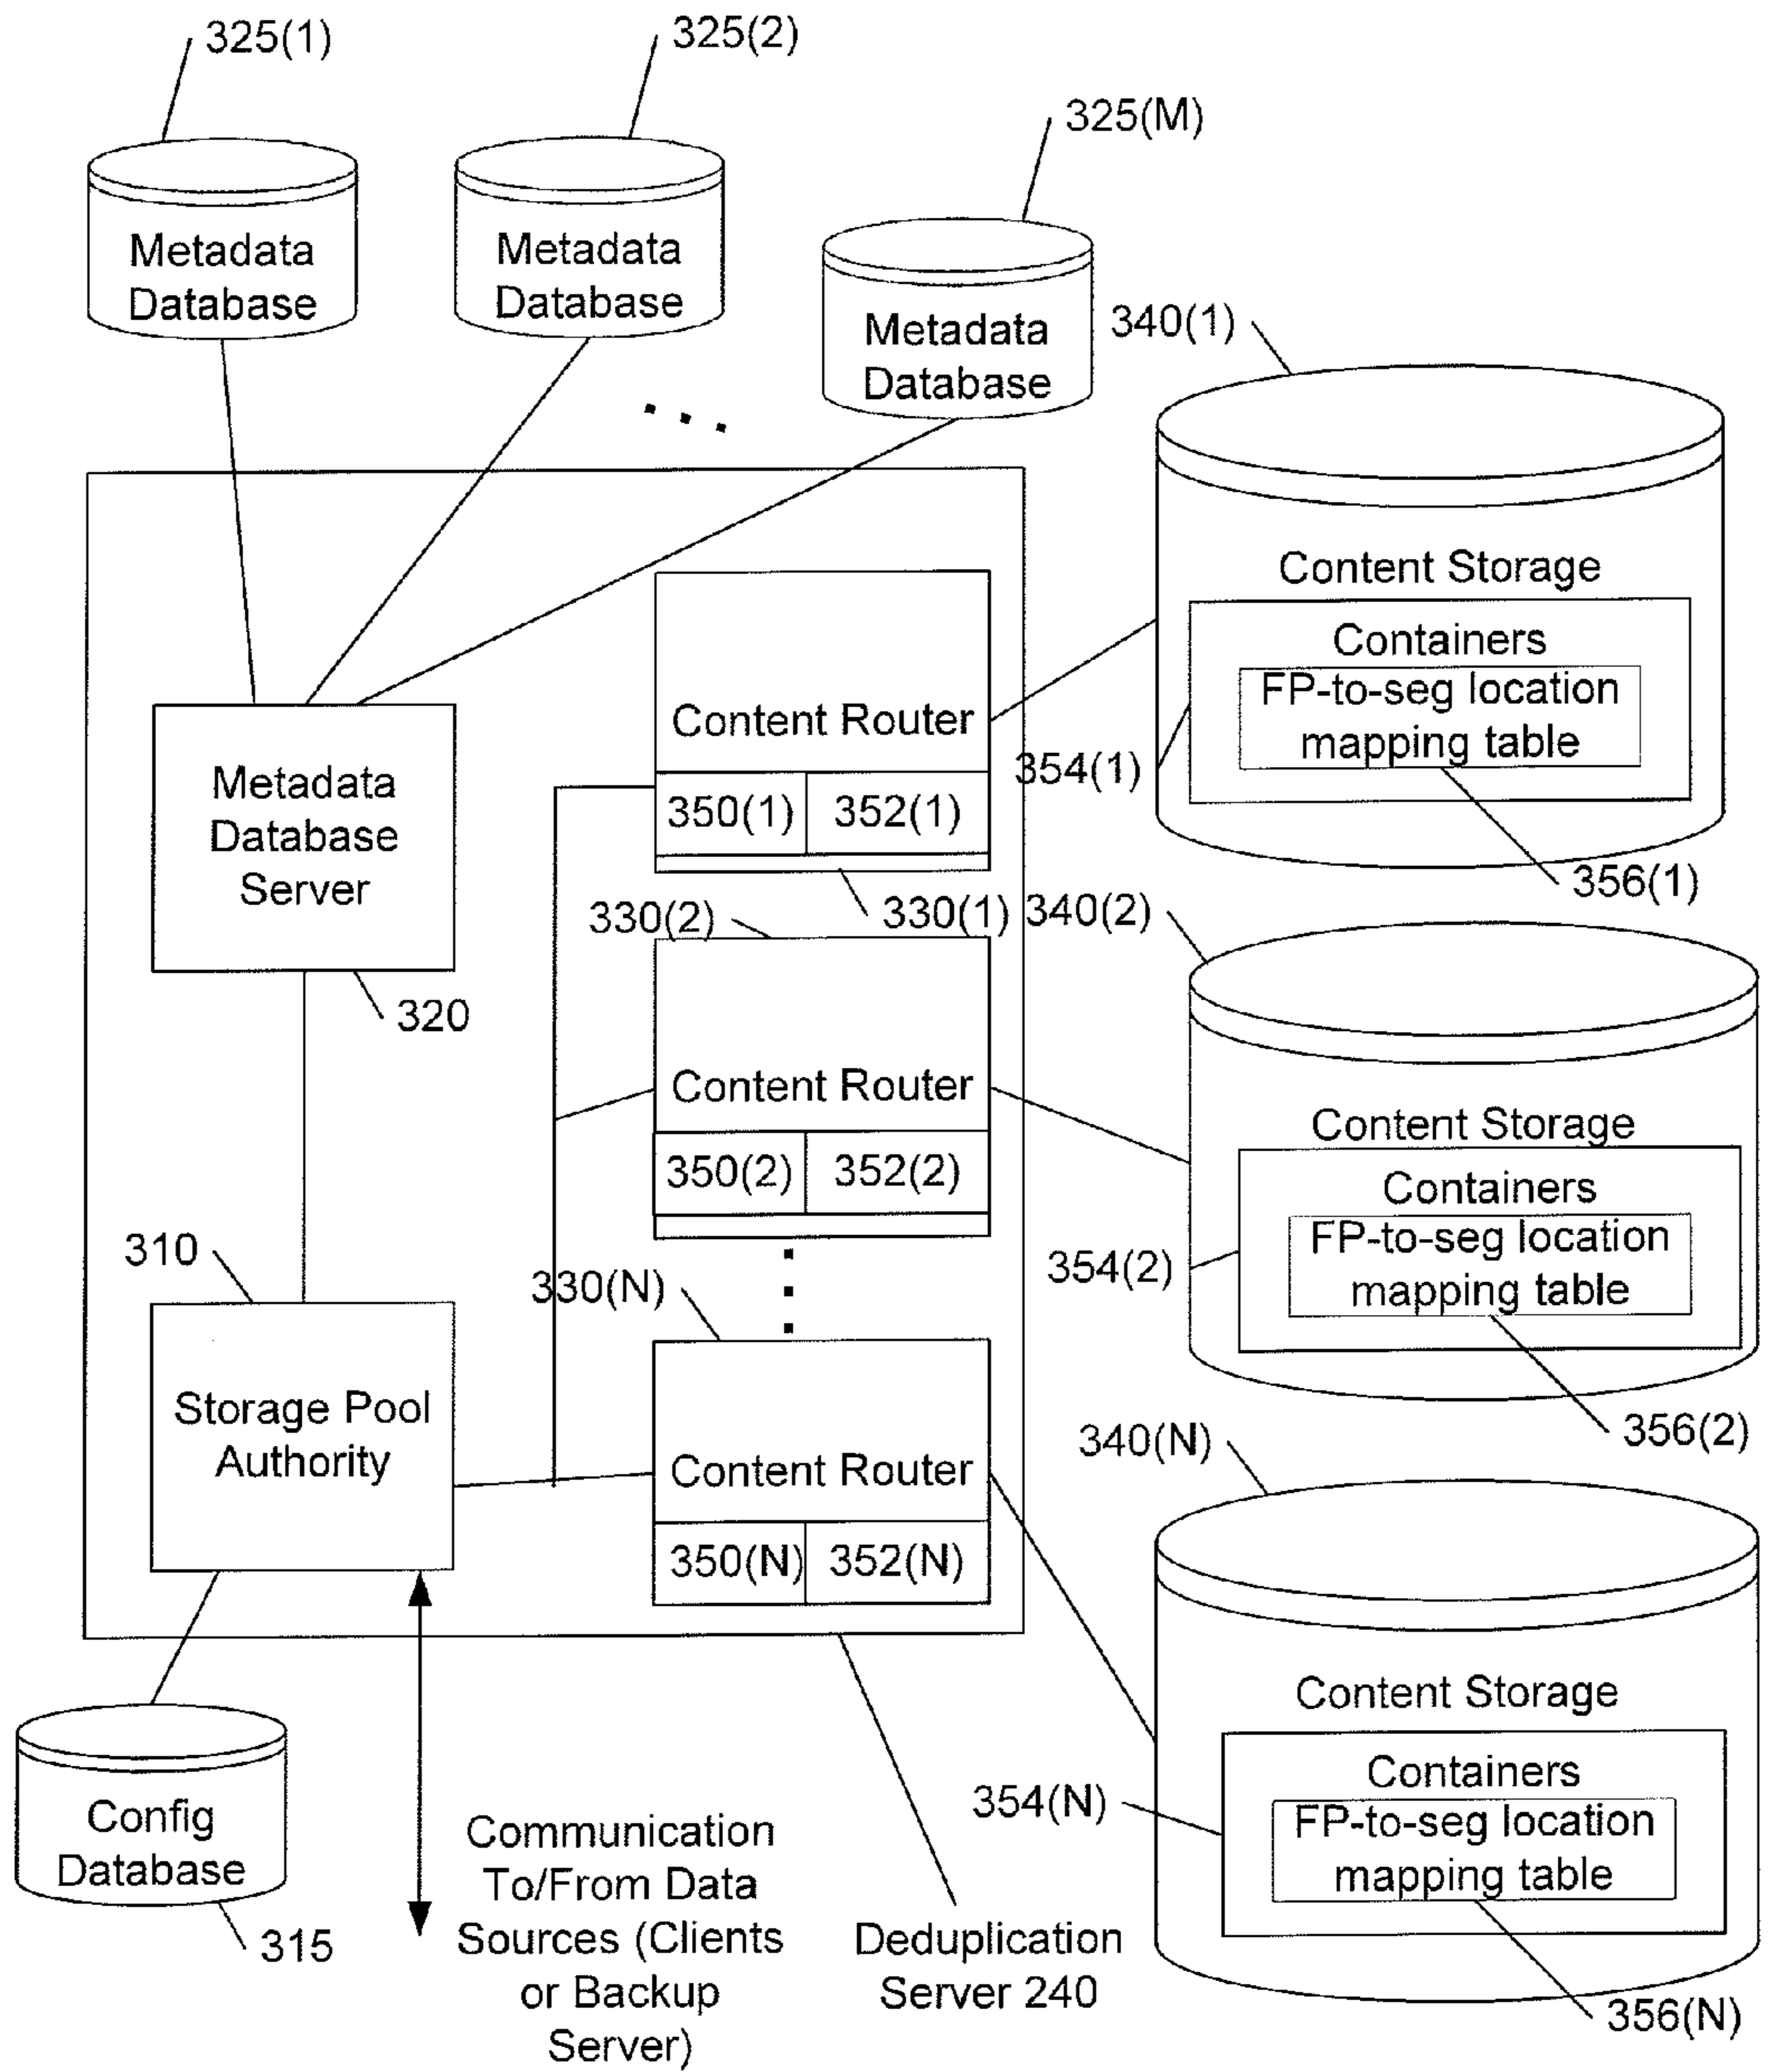 325(1)
325(2)
325(M)
Metadata
Database
Metadata
Database
Metadata
Database
340(1)
Content Storage
Containers
FP-to-seg location
mapping table
354(1)
356(1)
Content Router
350(1)
352(1)
330(1)
Metadata
Database
Server
320
330(2)
340(2)
Content Router
350(2)
352(2)
Content Storage
Containers
FP-to-seg location
mapping table
354(2)
356(2)
310
330(N)
Storage Pool
Authority
Content Router
350(N)
352(N)
340(N)
Content Storage
Containers
FP-to-seg location
mapping table
354(N)
356(N)
Config
Database
315
Communication
To/From Data
Sources (Clients
or Backup
Server)
Deduplication
Server 240